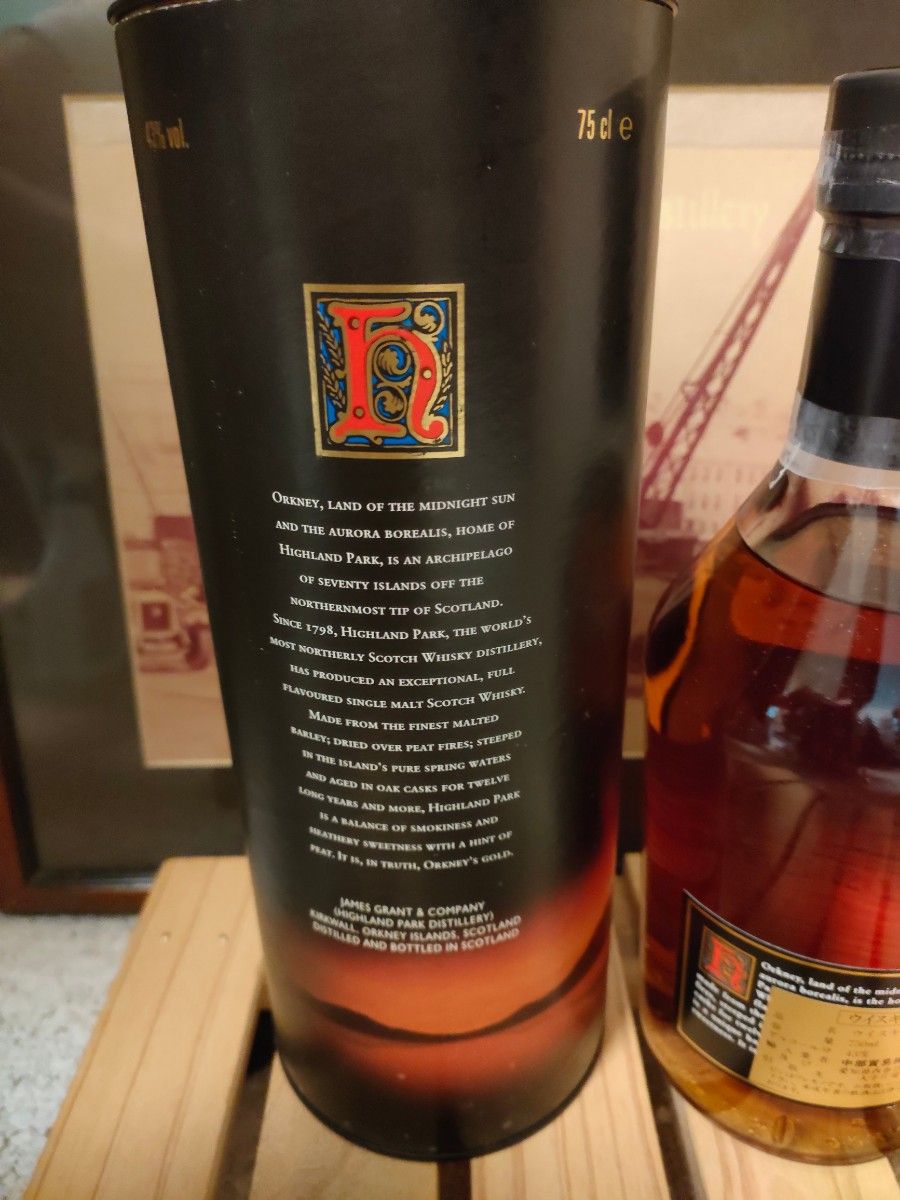 43% vol.
75 cl e
h
ORKNEY, LAND OF THE MIDNIGHT SUN
AND THE AURORA BOREALIS, HOME OF
HIGHLAND PARK, IS AN ARCHIPELAGO
OF SEVENTY ISLANDS OFF THE
NORTHERNMOST TIP OF SCOTLAND.
SINCE 1798, HIGHLAND PARK, THE WORLD'S
MOST NORTHERLY SCOTCH WHISKY DISTILLERY,
HAS PRODUCED AN EXCEPTIONAL, FULL
FLAVOURED SINGLE MALT SCOTCH WHISKY.
MADE FROM THE FINEST MALTED
BARLEY; DRIED OVER PEAT FIRES; STEEPED
IN THE ISLAND'S PURE SPRING WATERS
AND AGED IN OAK CASKS FOR TWELVE
LONG YEARS AND MORE, HIGHLAND PARK
IS A BALANCE OF SMOKINESS AND
HEATHERY SWEETNESS WITH A HINT OF
PEAT. IT IS, IN TRUTH, ORKNEY'S GOLD.
JAMES GRANT & COMPANY
(HIGHLAND PARK DISTILLERY)
KIRKWALL, ORKNEY ISLANDS, SCOTLAND
DISTILLED AND BOTTLED IN SCOTLAND
h
Orkney, land of the
aurora borealis, is the
ウイスキ
750ml
43%